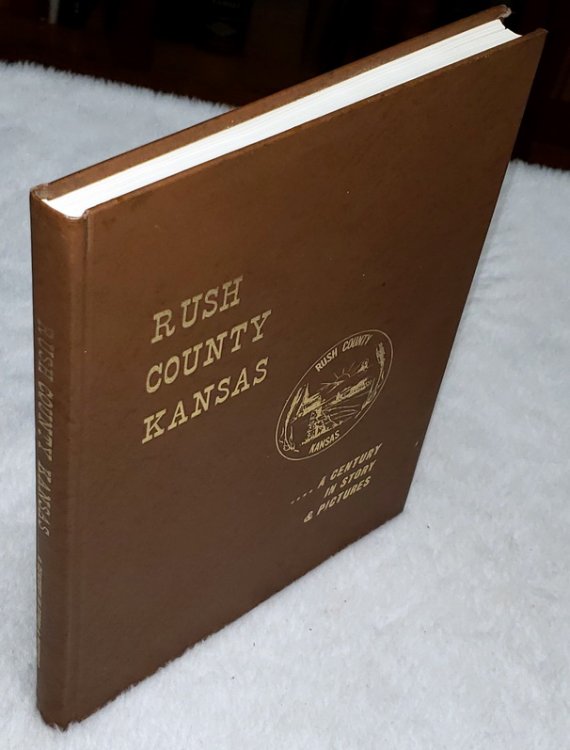 RUSH
COUNTY
KANSAS
RUSH COUNTY
KANSAS
.... A CENTURY
IN STORY
& PICTURES
RUSH COUNTY KANSAS